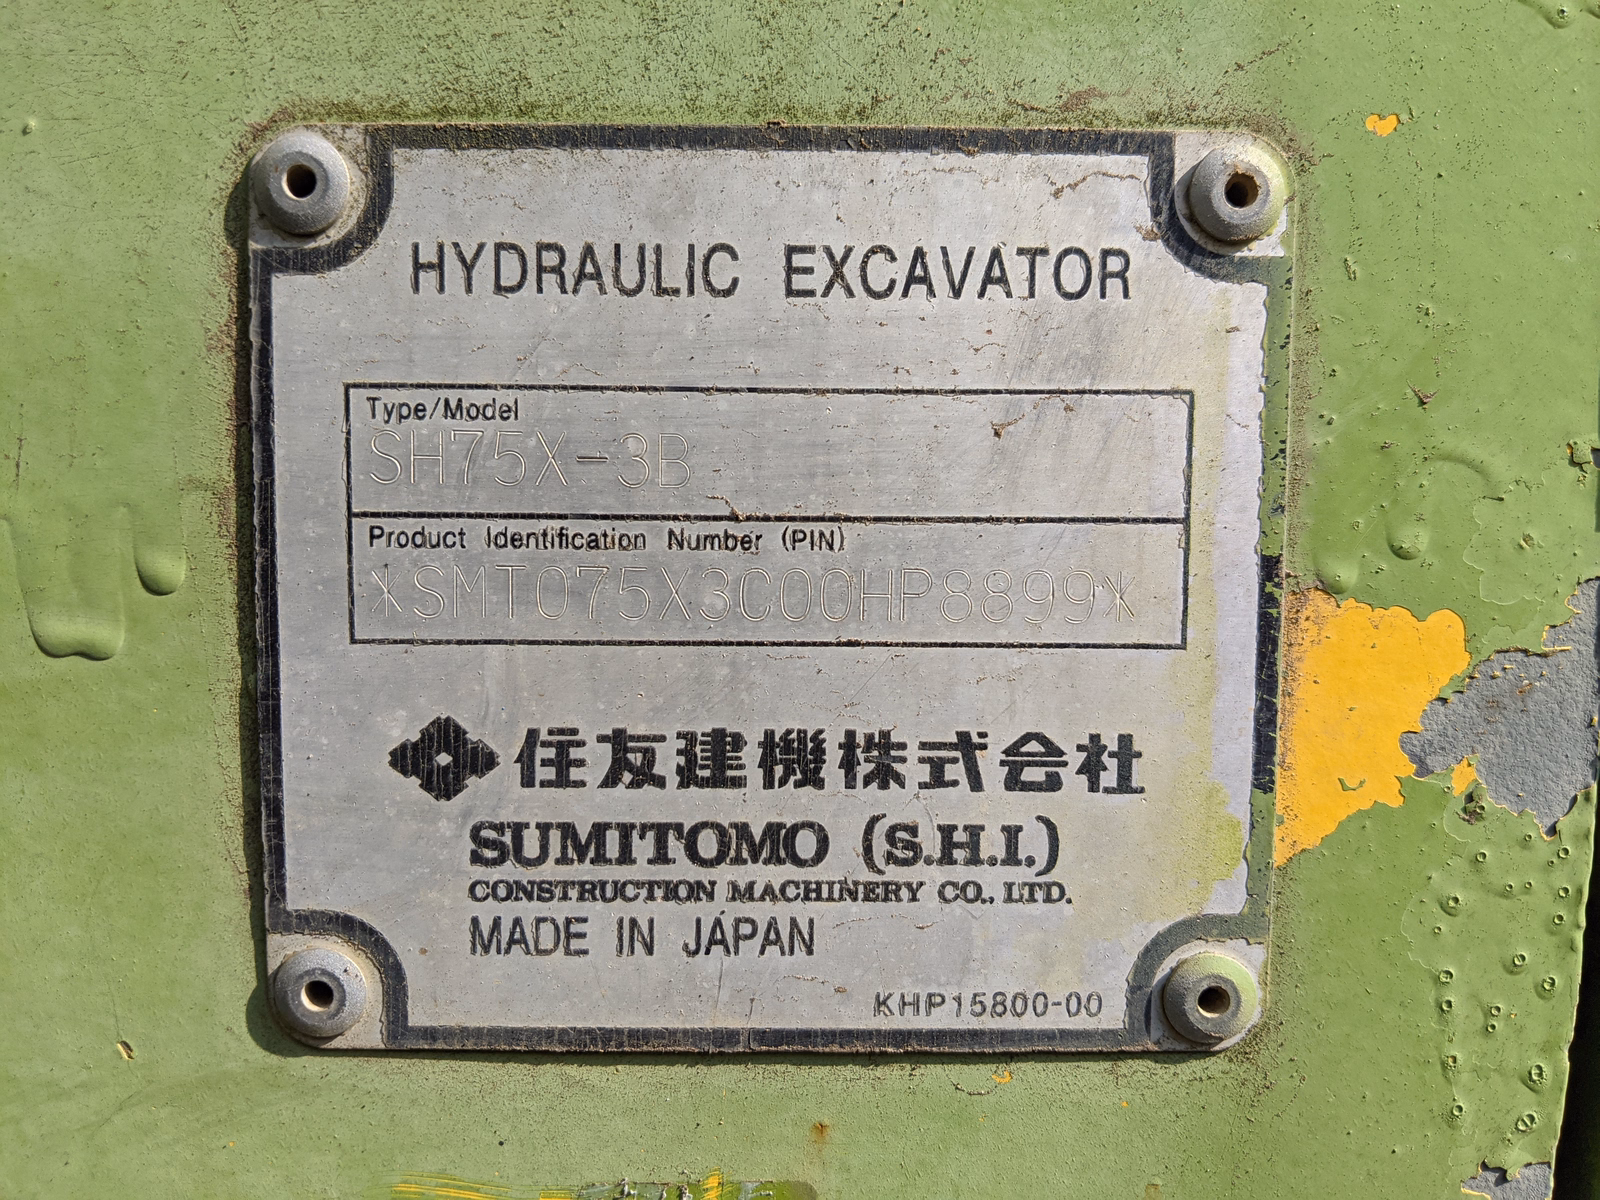 HYDRAULIC EXCAVATOR
Type/Model
SH75X-3B
Product Identification Number (PIN)
*SMT075X3C00HP8899*
住友建機株式会社
SUMITOMO (S.H.I.)
CONSTRUCTION MACHINERY CO., LTD.
MADE IN JAPAN
KHP15800-00